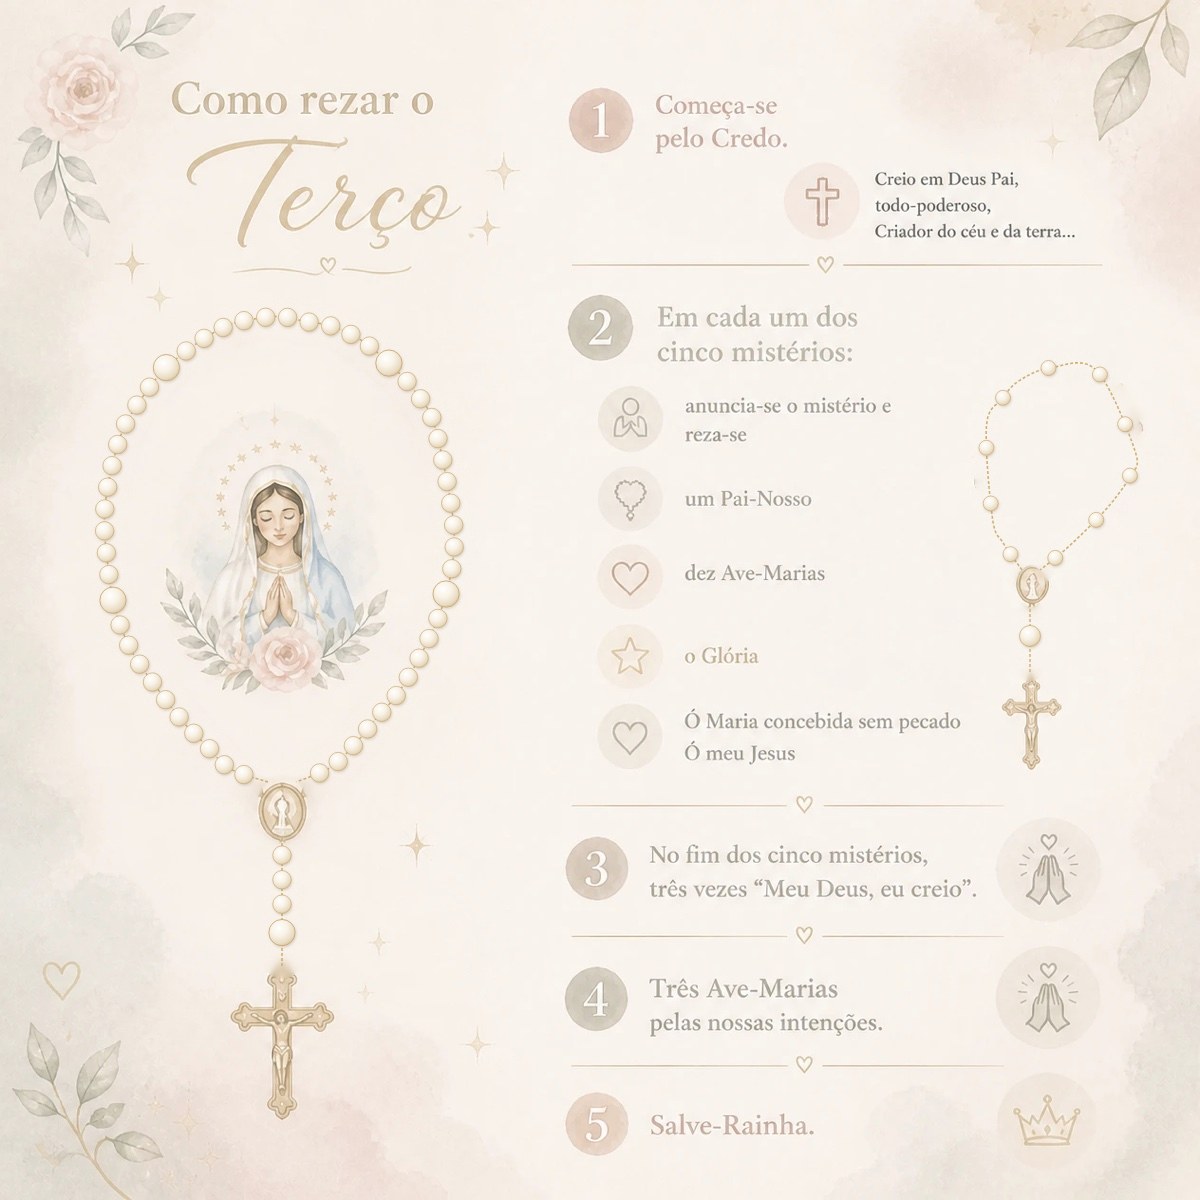 Como rezar o
Terço
1
Começa-se
pelo Credo.
Creio em Deus Pai,
todo-poderoso,
Criador do céu e da terra...
2
Em cada um dos
cinco mistérios:
anuncia-se o mistério e
reza-se
um Pai-Nosso
dez Ave-Marias
o Glória
Ó Maria concebida sem pecado
Ó meu Jesus
3
No fim dos cinco mistérios,
três vezes “Meu Deus, eu creio”.
4
Três Ave-Marias
pelas nossas intenções.
5
Salve-Rainha.